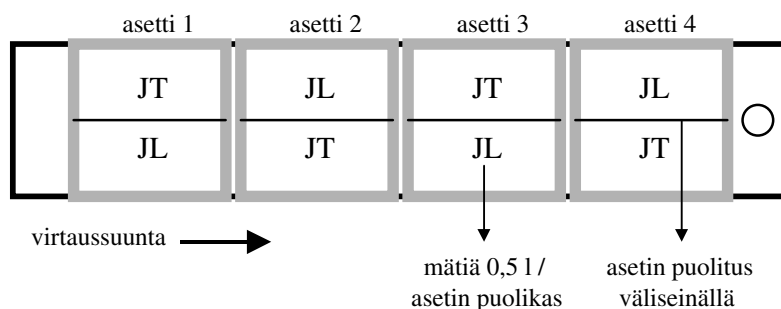 asetti 1 asetti 2 asetti 3 asetti 4
JT JL JT JL
JL JT JL JT
virtaussuunta
mätiä 0,5 l / asetin puolitus
asetin puolikas väliseinällä